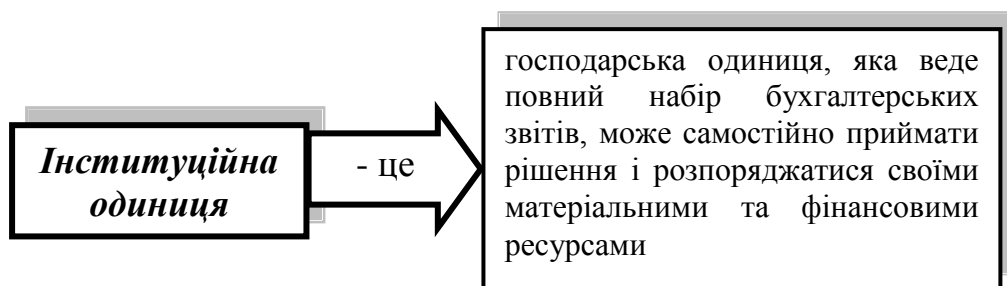 Інституційна
одиниця
- це
господарська одиниця, яка веде
повний набір бухгалтерських
звітів, може самостійно приймати
рішення і розпоряджатися своїми
матеріальними та фінансовими
ресурсами